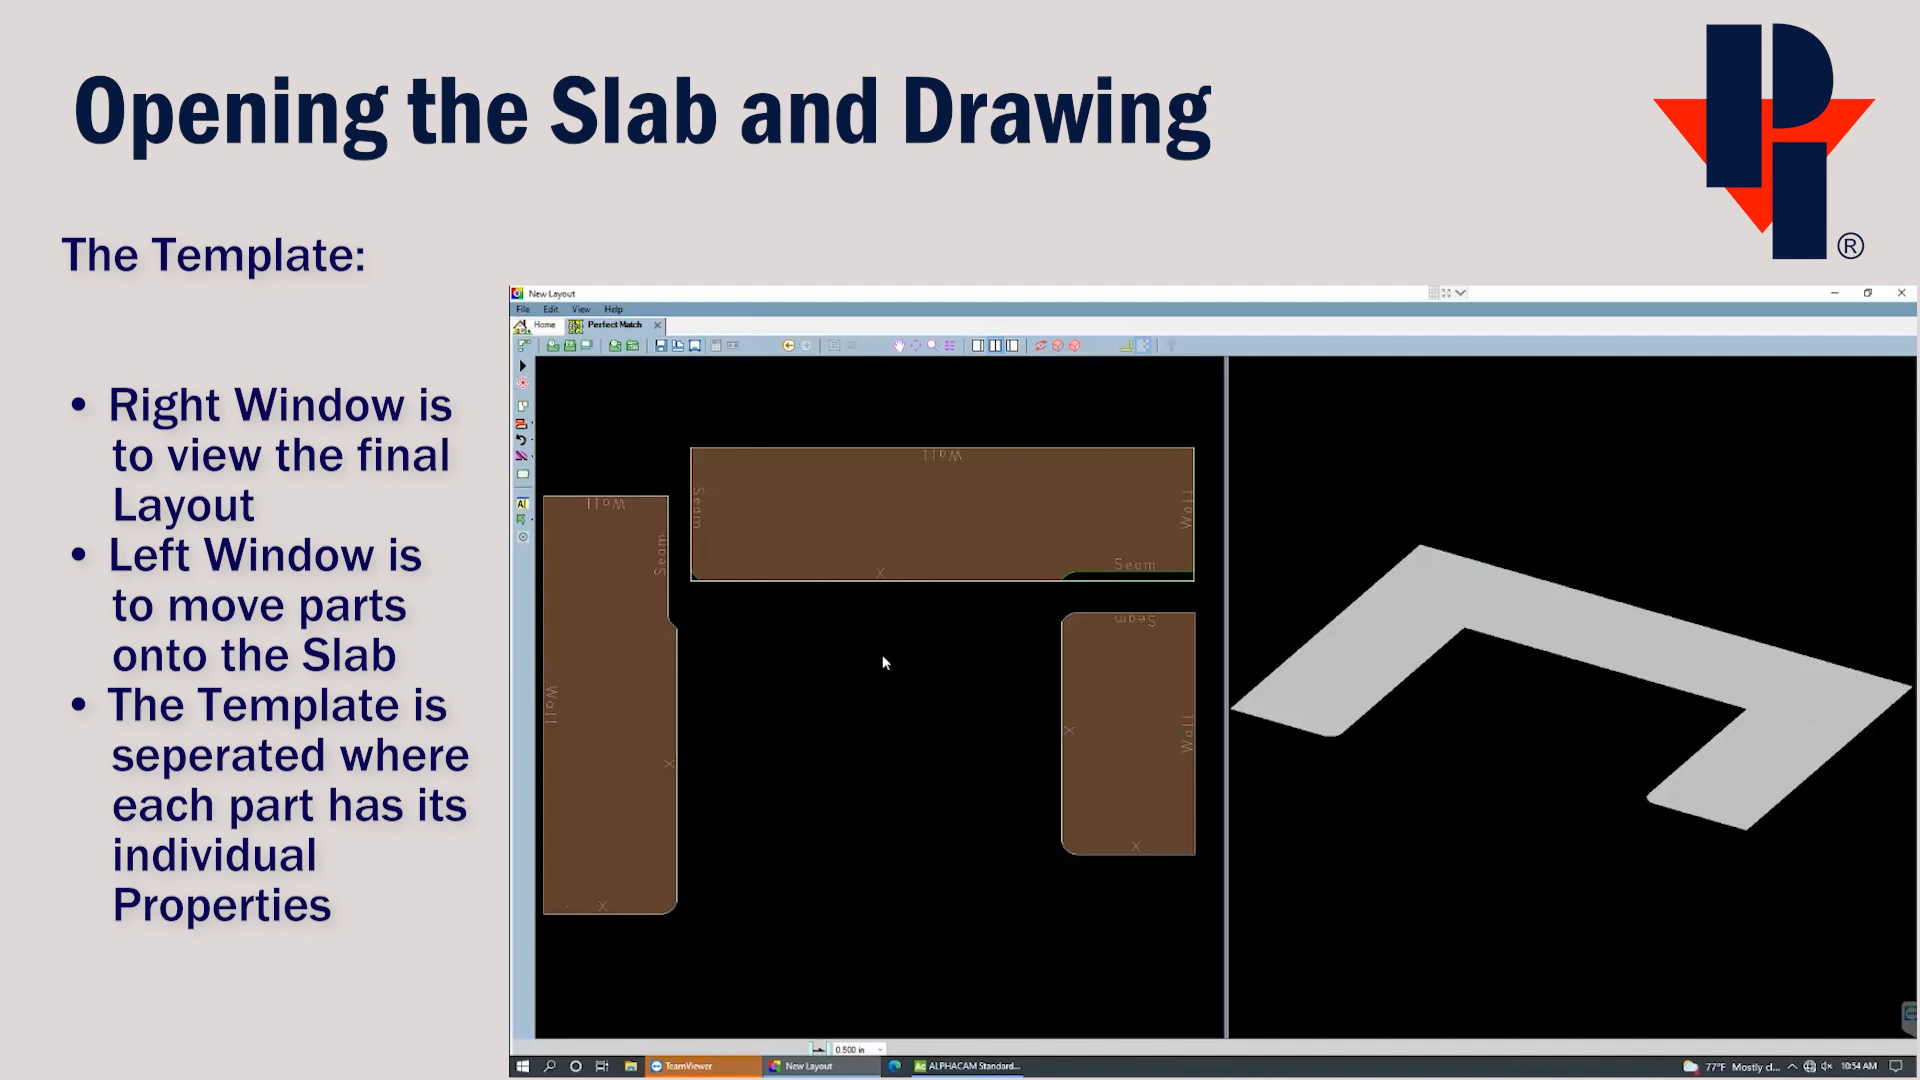 Opening the Slab and Drawing
®
The Template:
• Right Window is
to view the final
Layout
• Left Window is
to move parts
onto the Slab
• The Template is
seperated where
each part has its
individual
Properties
New Layout
File Edit View Help
Home Perfect Match
Wall
Seam
Wall
Seam
X
Wall
Seam
Wall
X
X
Seam
X
Wall
X
0.500 in
TeamViewer New Layout ALPHACAM Standard... 77°F Mostly cl... 10:54 AM